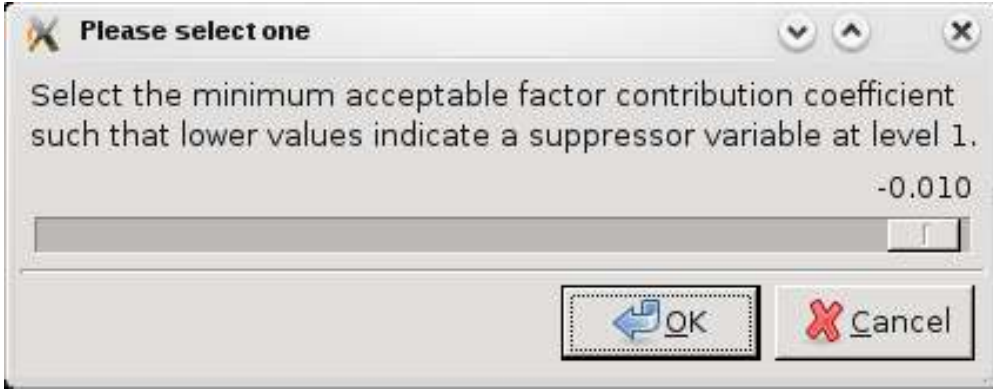 Please select one
Select the minimum acceptable factor contribution coefficient
such that lower values indicate a suppressor variable at level 1.
-0.010
OK
Cancel